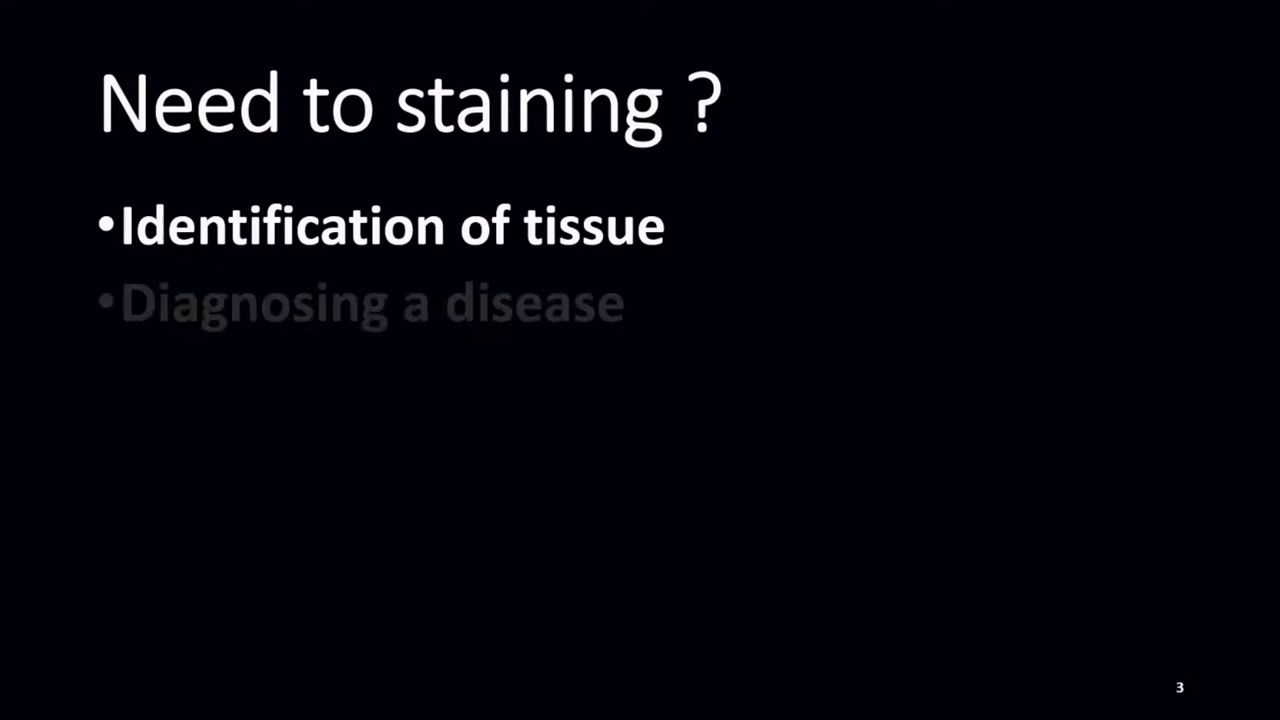 Need to staining ?
•Identification of tissue
•Diagnosing a disease
3